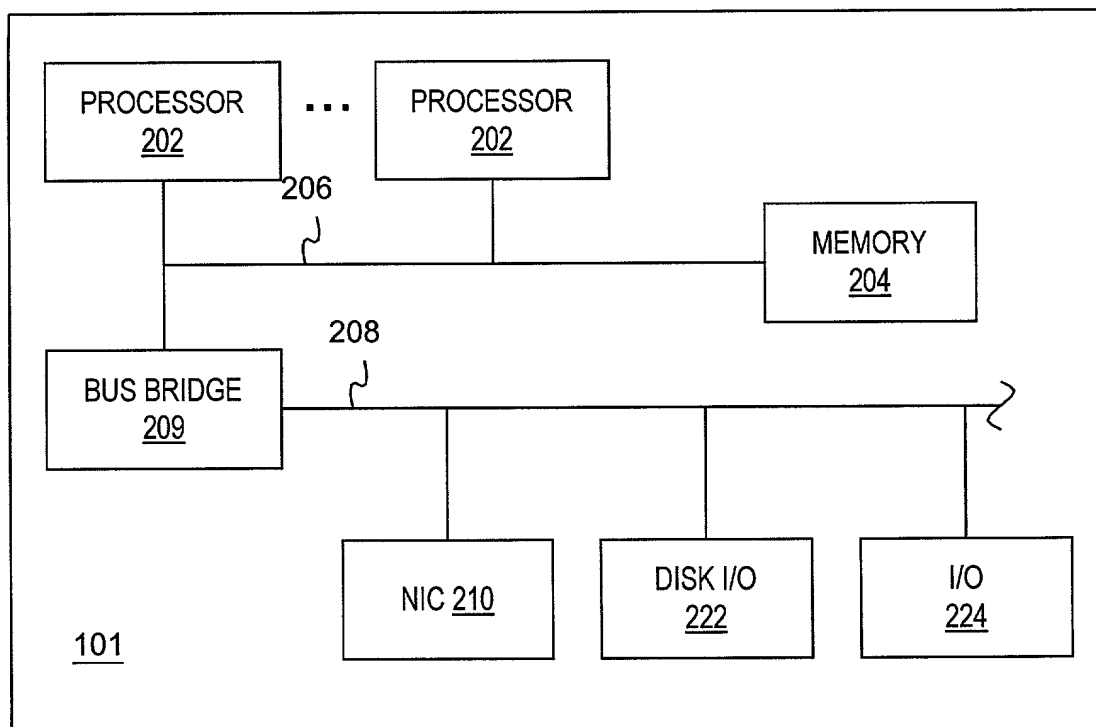 PROCESSOR
202
...
PROCESSOR
202
206
MEMORY
204
208
BUS BRIDGE
209
NIC 210
DISK I/O
222
I/O
224
101